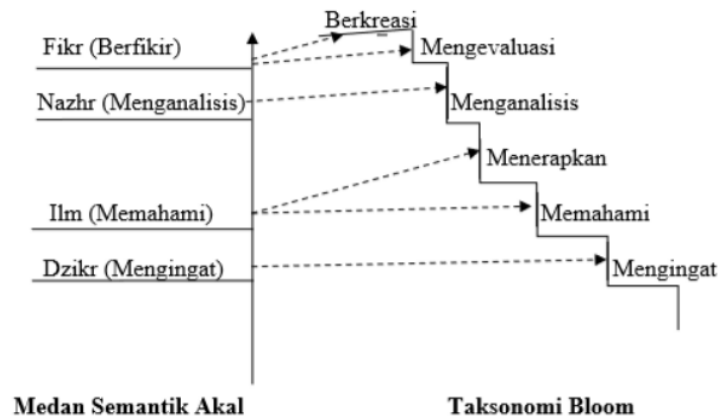 Berkreasi
Fikr (Berfikir)
Mengevaluasi
Nazhr (Menganalisis)
Menganalisis
Menerapkan
Ilm (Memahami)
Memahami
Dzikr (Mengingat)
Mengingat
Medan Semantik Akal
Taksonomi Bloom